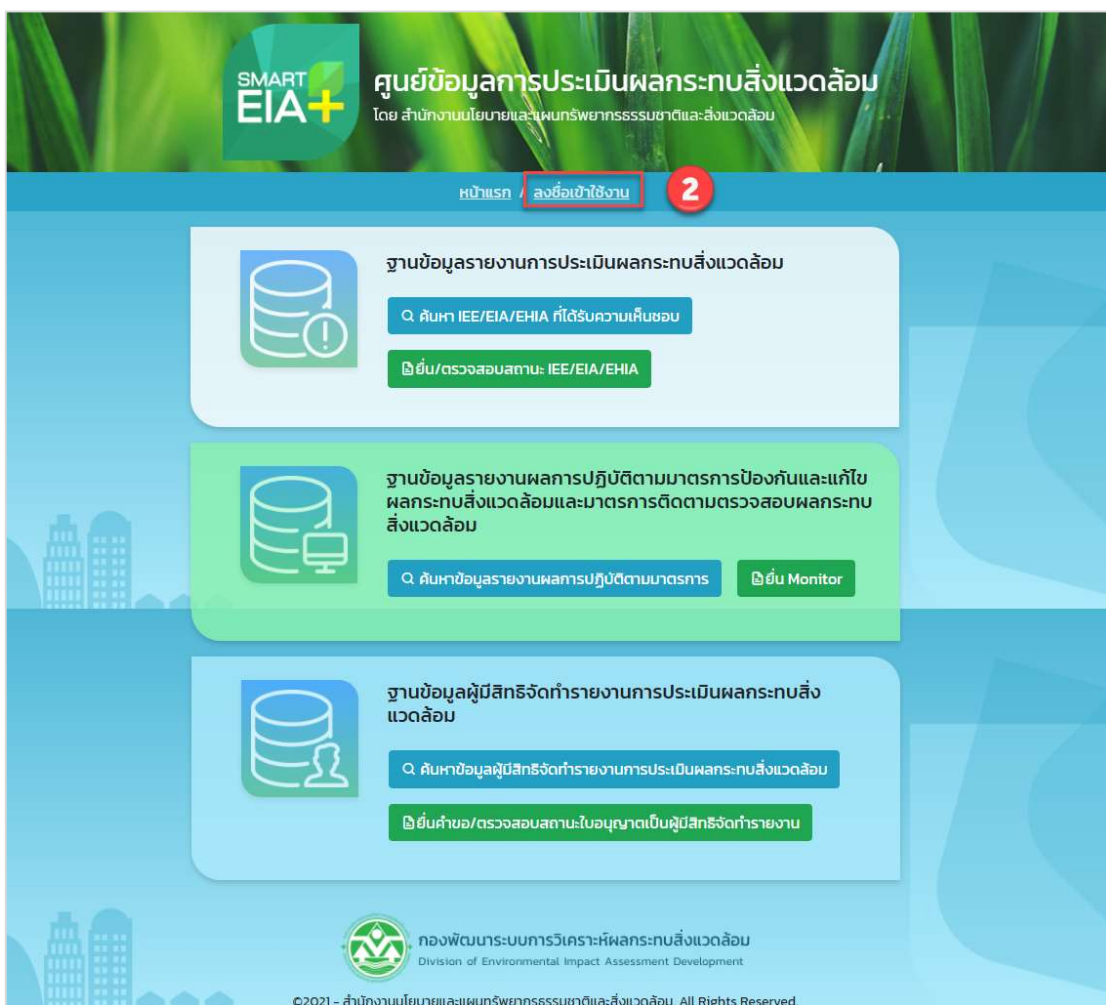 SMART
EIA+
ศูนย์ข้อมูลการประเมินผลกระทบสิ่งแวดล้อม
โดย สำนักงานนโยบายและแผนทรัพยากรธรรมชาติและสิ่งแวดล้อม
หน้าแรก / ลงชื่อเข้าใช้งาน
2
ฐานข้อมูลรายงานการประเมินผลกระทบสิ่งแวดล้อม
ค้นหา IEE/EIA/EHIA ที่ได้รับความเห็นชอบ
ยื่น/ตรวจสอบสถานะ IEE/EIA/EHIA
ฐานข้อมูลรายงานผลการปฏิบัติตามมาตรการป้องกันและแก้ไข
ผลกระทบสิ่งแวดล้อมและมาตรการติดตามตรวจสอบผลกระทบ
สิ่งแวดล้อม
ค้นหาข้อมูลรายงานผลการปฏิบัติตามมาตรการ ยื่น Monitor
ฐานข้อมูลผู้มีสิทธิจัดทำรายงานการประเมินผลกระทบสิ่ง
แวดล้อม
ค้นหาข้อมูลผู้มีสิทธิจัดทำรายงานการประเมินผลกระทบสิ่งแวดล้อม
ยื่นคำขอ/ตรวจสอบสถานะใบอนุญาตเป็นผู้มีสิทธิจัดทำรายงาน
กองพัฒนาระบบการวิเคราะห์ผลกระทบสิ่งแวดล้อม
Division of Environmental Impact Assessment Development
©2021 - สำนักงานนโยบายและแผนทรัพยากรธรรมชาติและสิ่งแวดล้อม. All Rights Reserved.